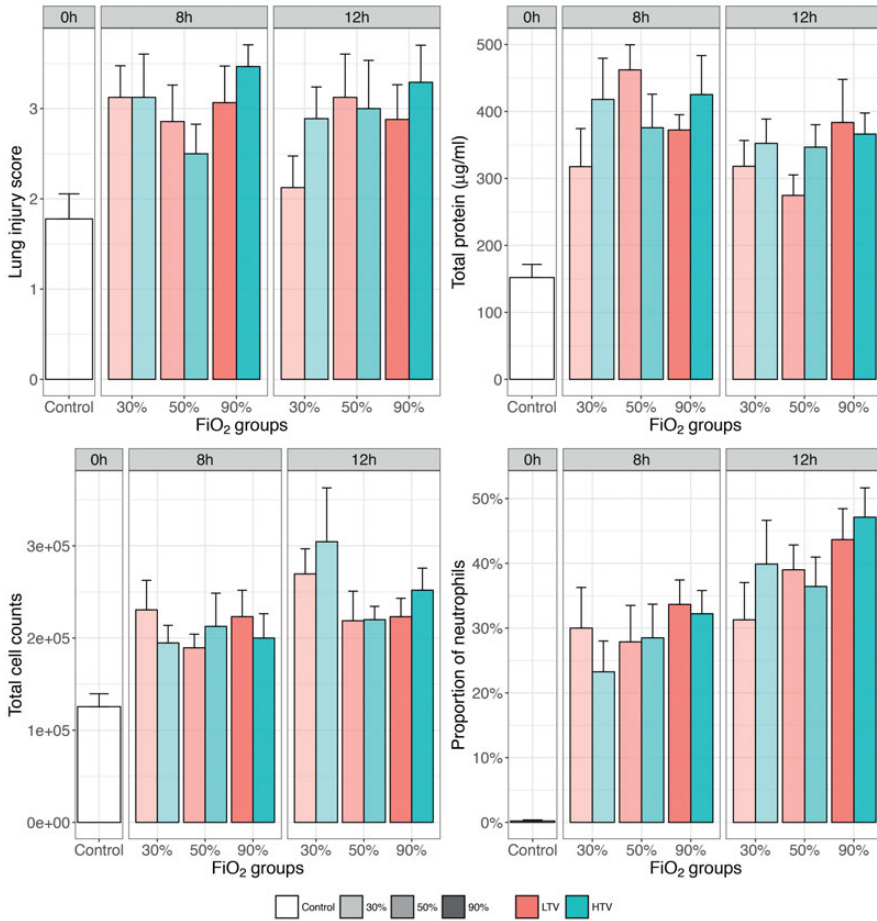 0h 8h 12h
Lung injury score
3
2
1
0
Control 30% 50% 90% 30% 50% 90%
FiO₂ groups
0h 8h 12h
Total protein (μg/ml)
500
400
300
200
100
0
Control 30% 50% 90% 30% 50% 90%
FiO₂ groups
0h 8h 12h
Total cell counts
3e+05
2e+05
1e+05
0e+00
Control 30% 50% 90% 30% 50% 90%
FiO₂ groups
0h 8h 12h
Proportion of neutrophils
50%
40%
30%
20%
10%
0%
Control 30% 50% 90% 30% 50% 90%
FiO₂ groups
Control 30% 50% 90% LTV HTV